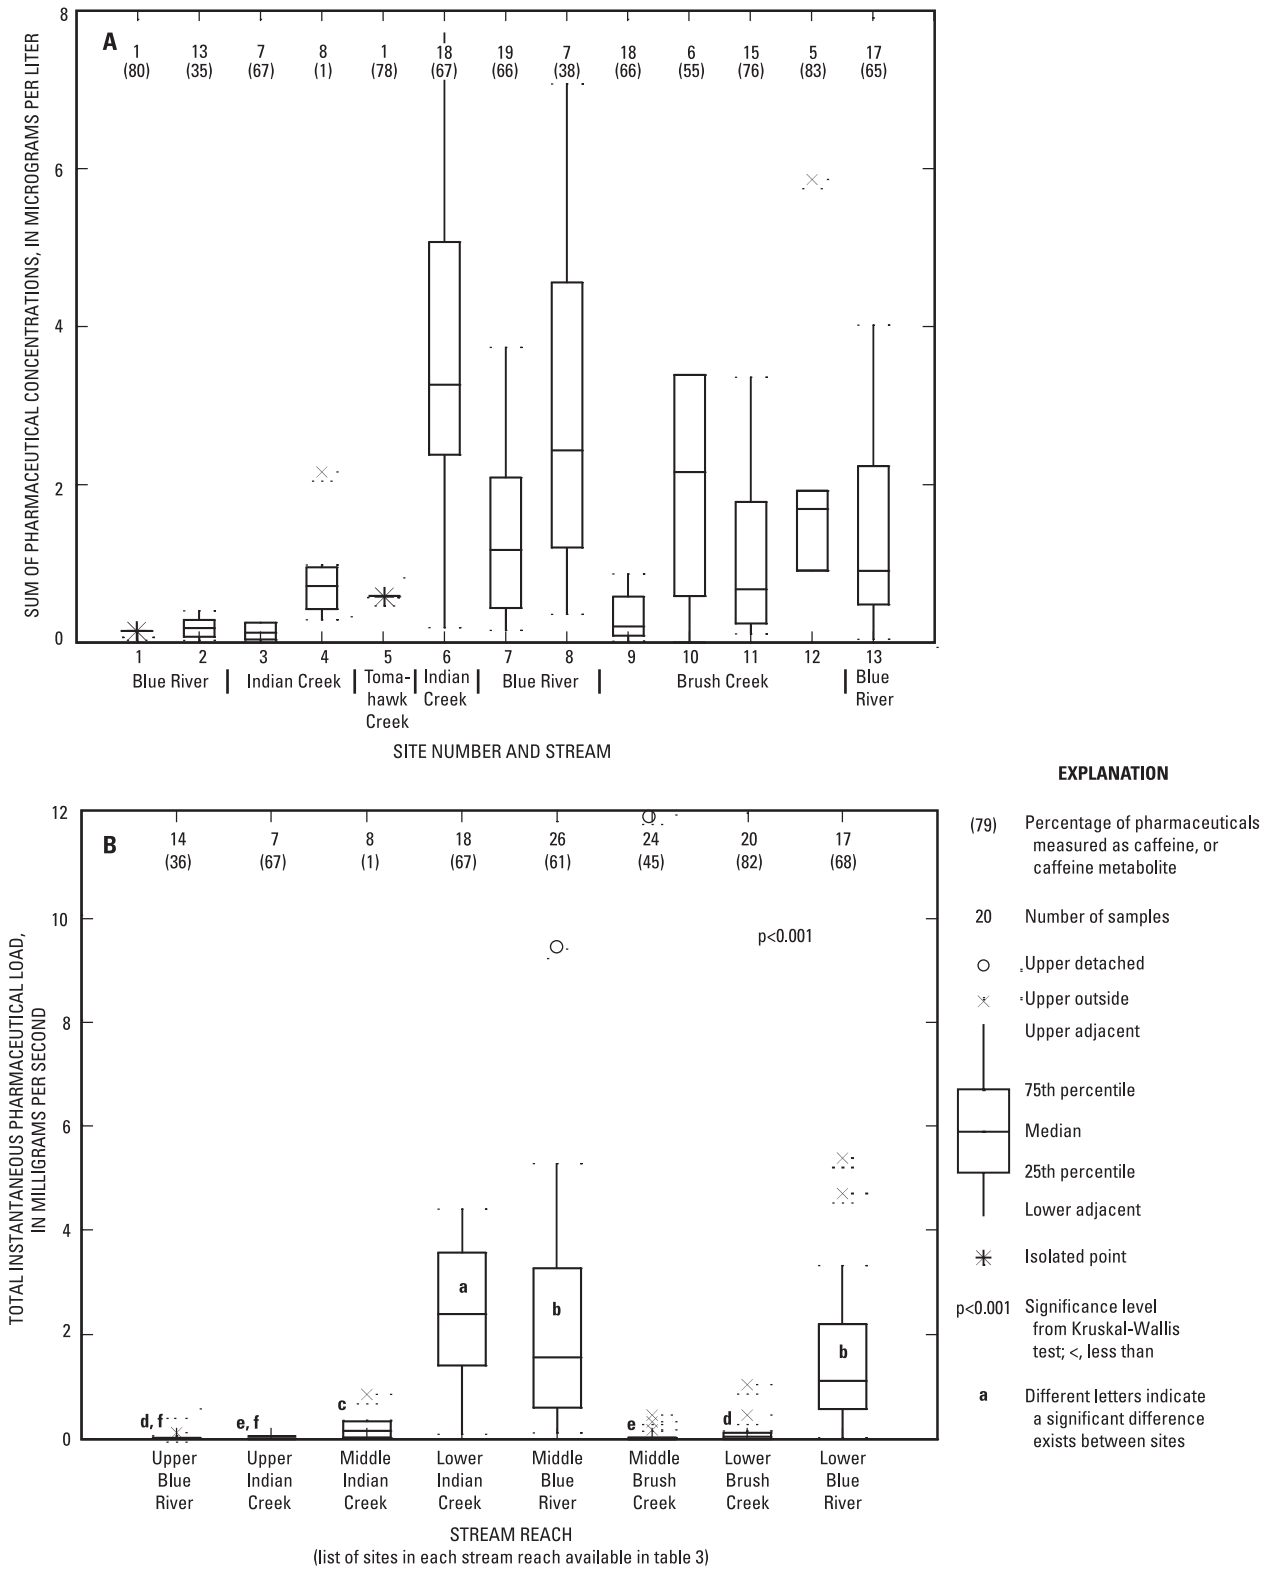 8
A
1 13 7 8 1 18 19 7 18 6 15 5 17
(80) (35) (67) (1) (78) (67) (66) (38) (66) (55) (76) (83) (65)
SUM OF PHARMACEUTICAL CONCENTRATIONS, IN MICROGRAMS PER LITER
6
4
2
0
1 2 3 4 5 6 7 8 9 10 11 12 13
Blue River | Indian Creek | Toma- | Indian | Blue River | Brush Creek | Blue
hawk Creek River
Creek
SITE NUMBER AND STREAM
12
B
14 7 8 18 26 24 20 17
(36) (67) (1) (67) (61) (45) (82) (68)
TOTAL INSTANTANEOUS PHARMACEUTICAL LOAD,
IN MILLIGRAMS PER SECOND
10
p<0.001
8
6
4
2
0
d, f e, f c a b e d b
Upper Upper Middle Lower Middle Middle Lower Lower
Blue Indian Indian Indian Blue Brush Brush Blue
River Creek Creek Creek River Creek Creek River
STREAM REACH
(list of sites in each stream reach available in table 3)
EXPLANATION
(79) Percentage of pharmaceuticals
measured as caffeine, or
caffeine metabolite
20 Number of samples
Upper detached
Upper outside
Upper adjacent
75th percentile
Median
25th percentile
Lower adjacent
Isolated point
p<0.001 Significance level
from Kruskal-Wallis
test; <, less than
a Different letters indicate
a significant difference
exists between sites